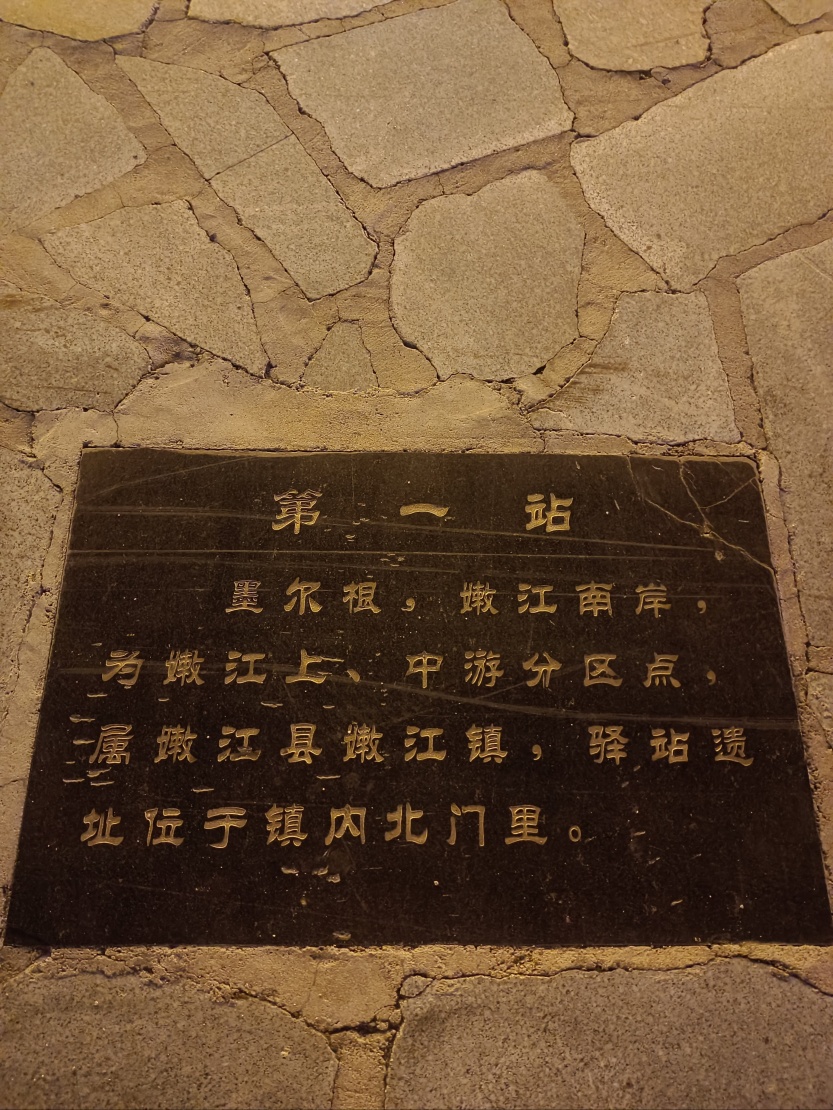 第一站
墨尔根，嫩江南岸，
为嫩江上、中游分区点，
属嫩江县嫩江镇，驿站遗
址位于镇内北门里。